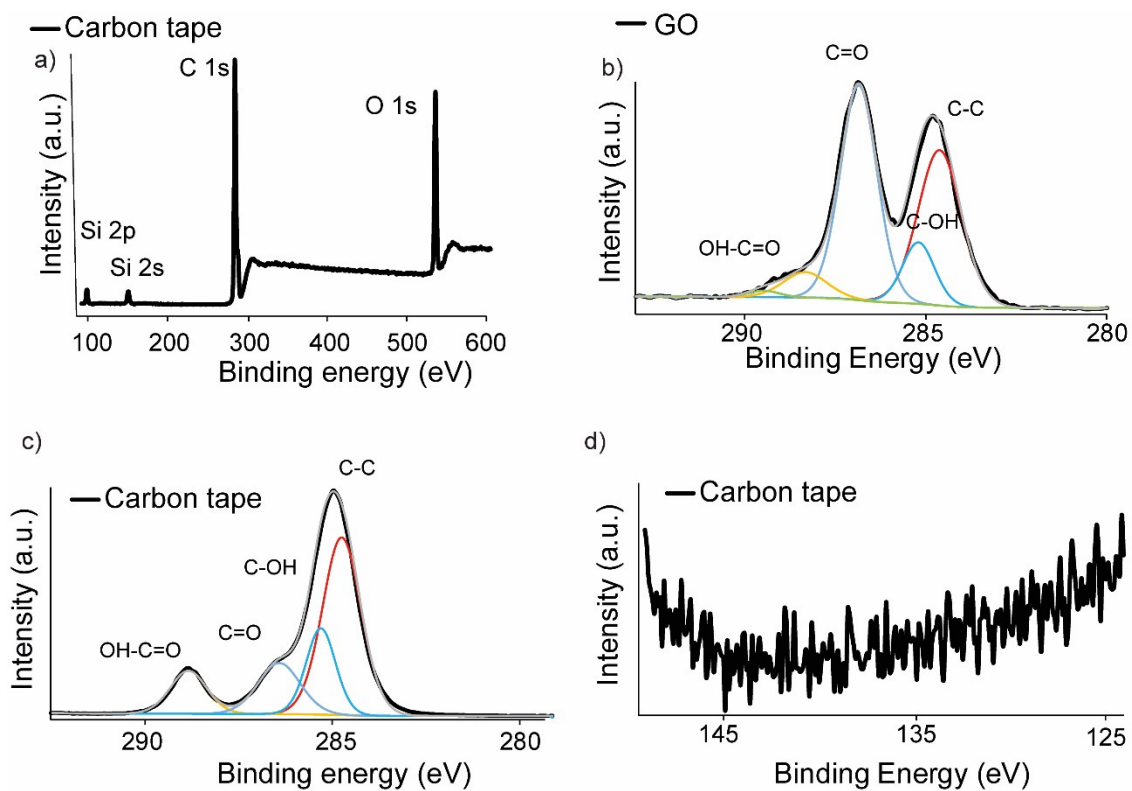 Carbon tape
a)
C 1s
O 1s
Si 2p
Si 2s
Intensity (a.u.)
100 200 300 400 500 600
Binding energy (eV)
GO
b)
C=O
C-C
C-OH
OH-C=O
Intensity (a.u.)
290 285 280
Binding Energy (eV)
c)
Carbon tape
C-C
C-OH
C=O
OH-C=O
Intensity (a.u.)
290 285 280
Binding energy (eV)
d)
Carbon tape
Intensity (a.u.)
145 135 125
Binding Energy (eV)